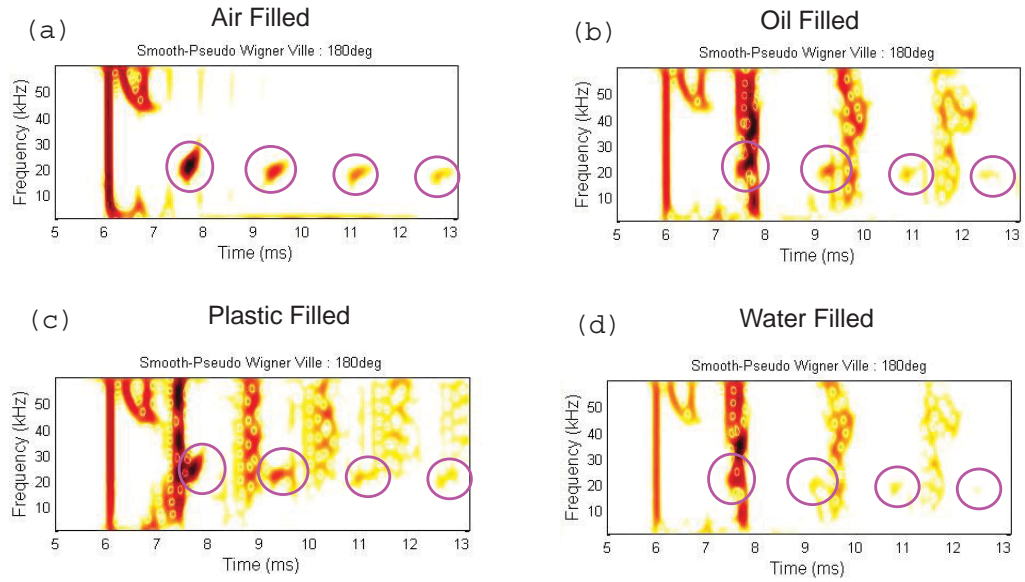 (a)
Air Filled
Smooth-Pseudo Wigner Ville : 180deg
Frequency (kHz)
50
40
30
20
10
5 6 7 8 9 10 11 12 13
Time (ms)
(b)
Oil Filled
Smooth-Pseudo Wigner Ville : 180deg
Frequency (kHz)
50
40
30
20
10
5 6 7 8 9 10 11 12 13
Time (ms)
(c)
Plastic Filled
Smooth-Pseudo Wigner Ville : 180deg
Frequency (kHz)
50
40
30
20
10
5 6 7 8 9 10 11 12 13
Time (ms)
(d)
Water Filled
Smooth-Pseudo Wigner Ville : 180deg
Frequency (kHz)
50
40
30
20
10
5 6 7 8 9 10 11 12 13
Time (ms)